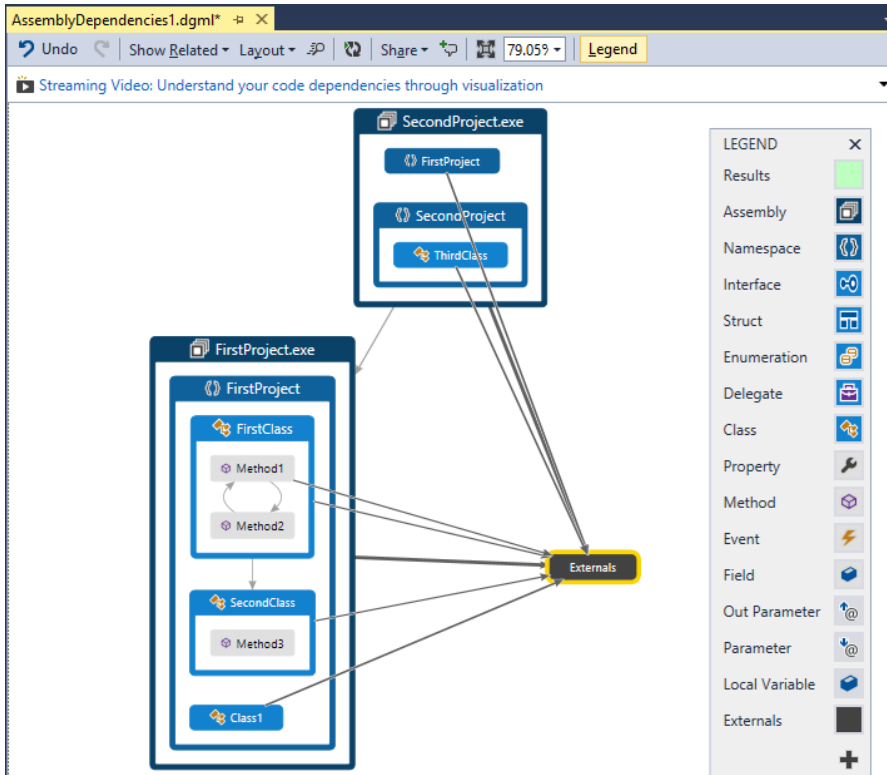 AssemblyDependencies1.dgml*
Undo Show Related Layout Share 79.05% Legend
Streaming Video: Understand your code dependencies through visualization
SecondProject.exe
FirstProject
SecondProject
ThirdClass
FirstProject.exe
FirstProject
FirstClass
Method1
Method2
SecondClass
Method3
Class1
Externals
LEGEND
Results
Assembly
Namespace
Interface
Struct
Enumeration
Delegate
Class
Property
Method
Event
Field
Out Parameter
Parameter
Local Variable
Externals